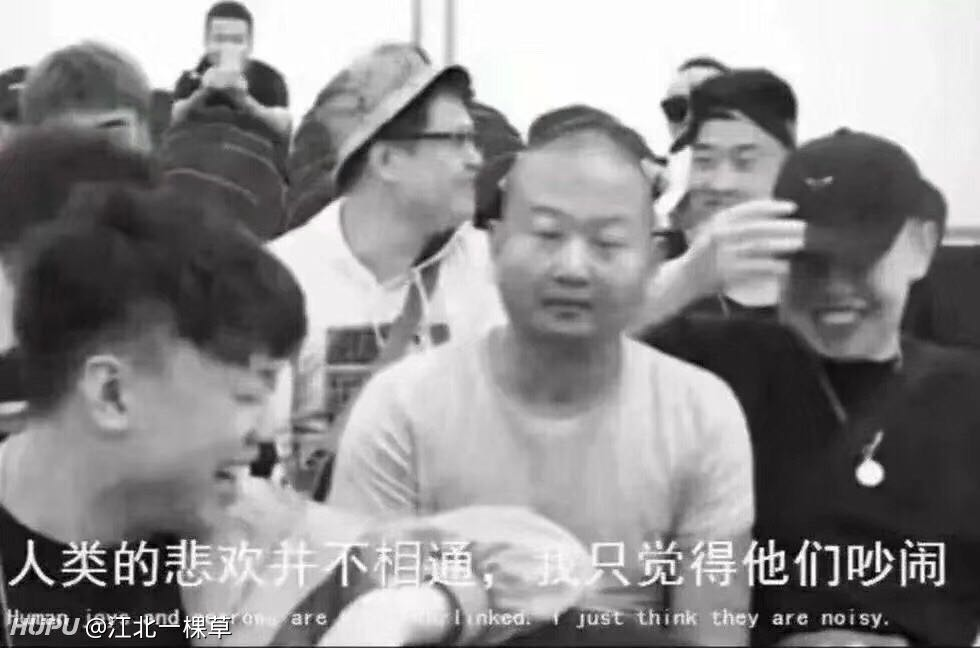 人类的悲欢并不相通，我只觉得他们吵闹
Human joys and sorrows are linked. I just think they are noisy.
HUPU @江北一棵草